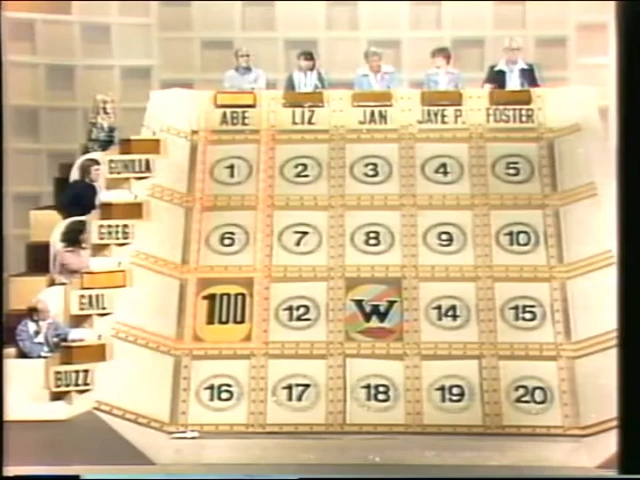 ABE LIZ JAN JAYE P. FOSTER
GUNILLA
1 2 3 4 5
GREG
6 7 8 9 10
GAIL
100 12 W 14 15
BUZZ
16 17 18 19 20